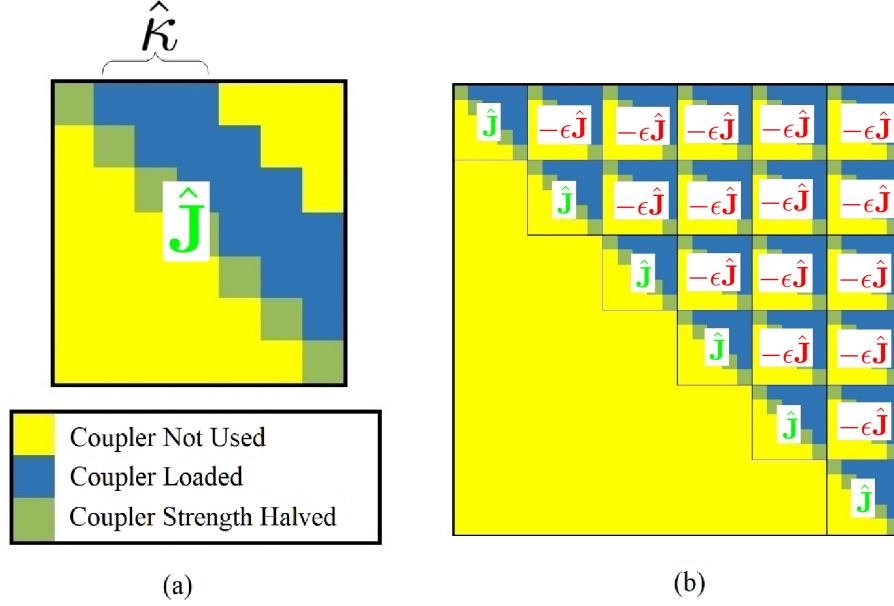 κ̂
Ĵ
Coupler Not Used
Coupler Loaded
Coupler Strength Halved
(a)
Ĵ -ϵĴ -ϵĴ -ϵĴ -ϵĴ -ϵĴ
Ĵ -ϵĴ -ϵĴ -ϵĴ -ϵĴ
Ĵ -ϵĴ -ϵĴ -ϵĴ
Ĵ -ϵĴ -ϵĴ
Ĵ -ϵĴ
Ĵ
(b)